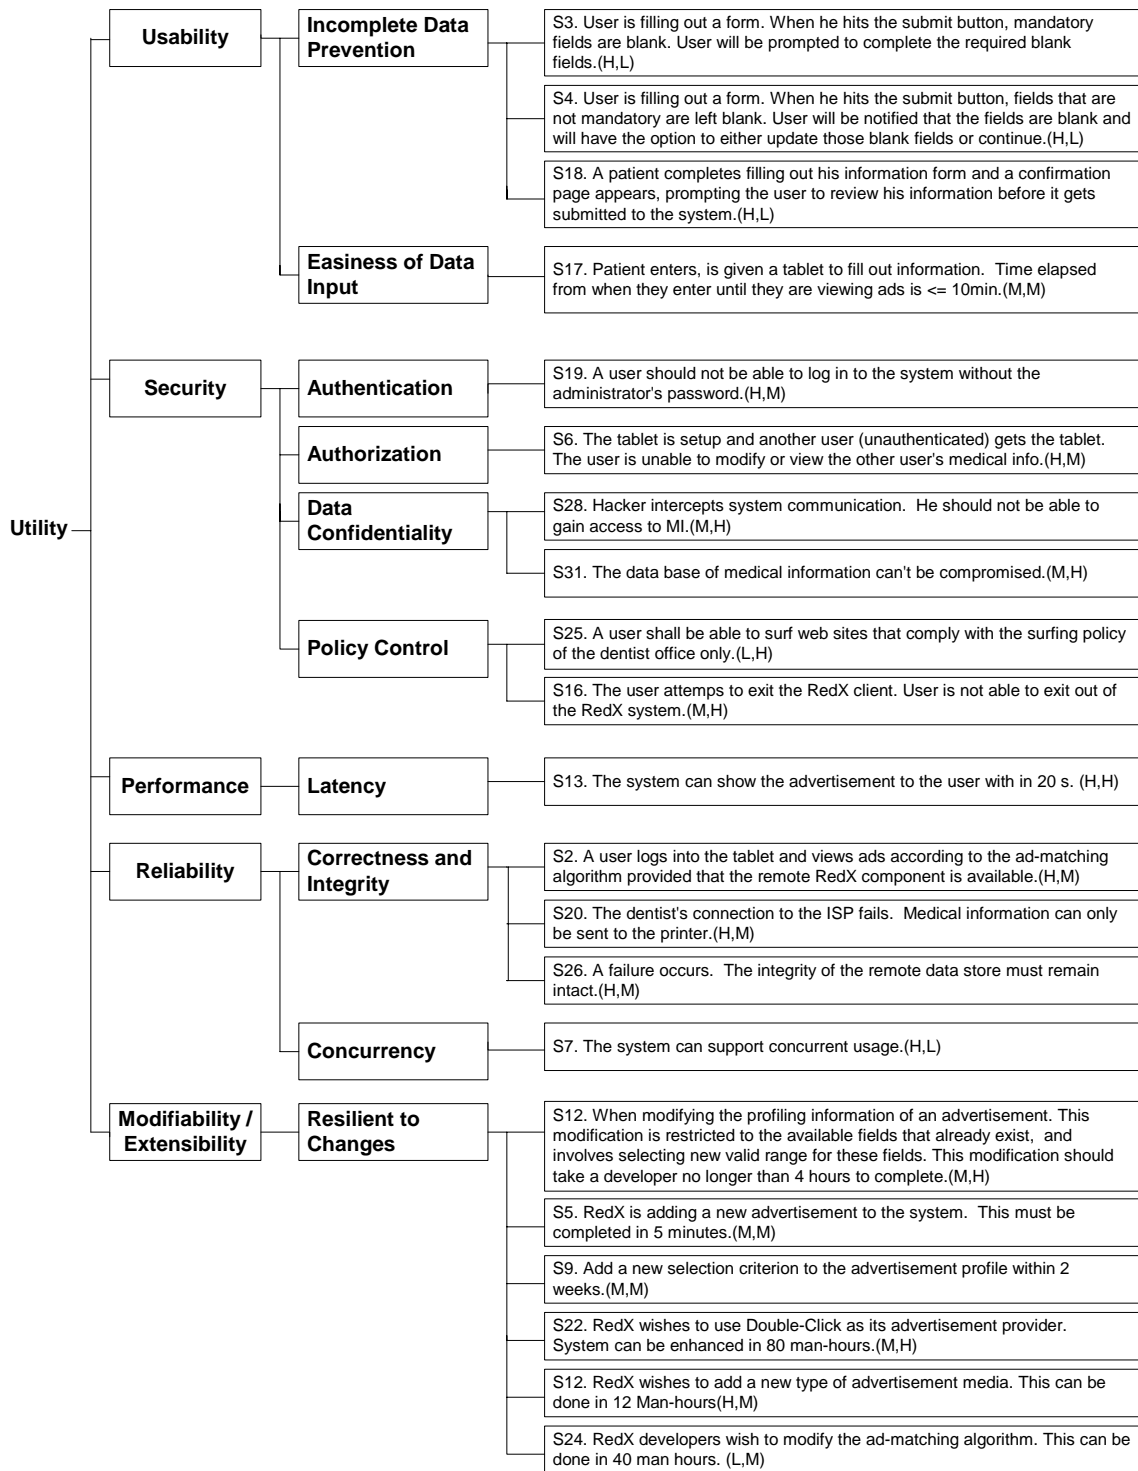 Utility
Usability
Incomplete Data
Prevention
S3. User is filling out a form. When he hits the submit button, mandatory
fields are blank. User will be prompted to complete the required blank
fields.(H,L)
S4. User is filling out a form. When he hits the submit button, fields that are
not mandatory are left blank. User will be notified that the fields are blank and
will have the option to either update those blank fields or continue.(H,L)
S18. A patient completes filling out his information form and a confirmation
page appears, prompting the user to review his information before it gets
submitted to the system.(H,L)
Easiness of Data
Input
S17. Patient enters, is given a tablet to fill out information.  Time elapsed
from when they enter until they are viewing ads is <= 10min.(M,M)
Security
Authentication
S19. A user should not be able to log in to the system without the
administrator's password.(H,M)
Authorization
S6. The tablet is setup and another user (unauthenticated) gets the tablet.
The user is unable to modify or view the other user's medical info.(H,M)
Data
Confidentiality
S28. Hacker intercepts system communication.  He should not be able to
gain access to MI.(M,H)
S31. The data base of medical information can't be compromised.(M,H)
Policy Control
S25. A user shall be able to surf web sites that comply with the surfing policy
of the dentist office only.(L,H)
S16. The user attemps to exit the RedX client. User is not able to exit out of
the RedX system.(M,H)
Performance
Latency
S13. The system can show the advertisement to the user with in 20 s. (H,H)
Reliability
Correctness and
Integrity
S2. A user logs into the tablet and views ads according to the ad-matching
algorithm provided that the remote RedX component is available.(H,M)
S20. The dentist's connection to the ISP fails.  Medical information can only
be sent to the printer.(H,M)
S26. A failure occurs.  The integrity of the remote data store must remain
intact.(H,M)
Concurrency
S7. The system can support concurrent usage.(H,L)
Modifiability /
Extensibility
Resilient to
Changes
S12. When modifying the profiling information of an advertisement. This
modification is restricted to the available fields that already exist,  and
involves selecting new valid range for these fields. This modification should
take a developer no longer than 4 hours to complete.(M,H)
S5. RedX is adding a new advertisement to the system.  This must be
completed in 5 minutes.(M,M)
S9. Add a new selection criterion to the advertisement profile within 2
weeks.(M,M)
S22. RedX wishes to use Double-Click as its advertisement provider.
System can be enhanced in 80 man-hours.(M,H)
S12. RedX wishes to add a new type of advertisement media. This can be
done in 12 Man-hours(H,M)
S24. RedX developers wish to modify the ad-matching algorithm. This can be
done in 40 man hours. (L,M)